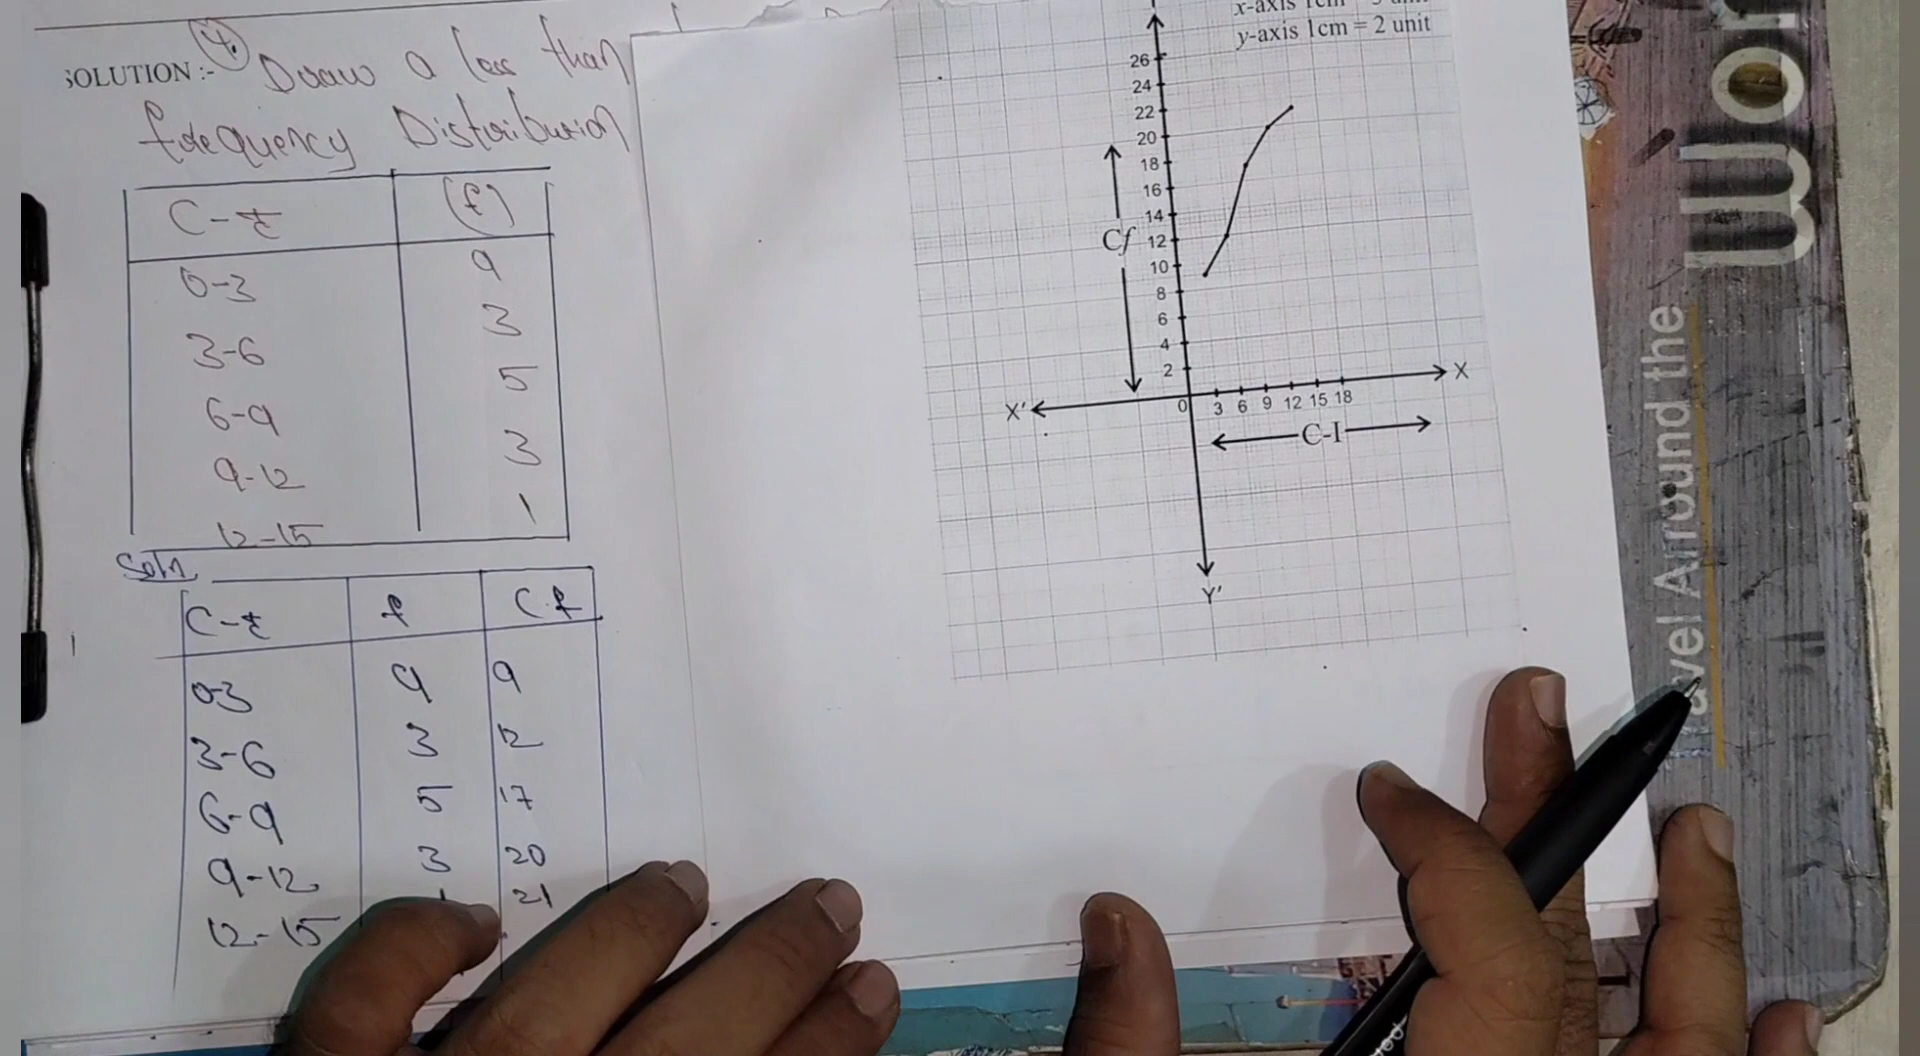 SOLUTION :- 4. Draw a less than
frequency Distribution
C-I (f)
0-3 9
3-6 3
6-9 5
9-12 3
12-15 1
Soln
C-I f C.f
0-3 9 9
3-6 3 12
6-9 5 17
9-12 3 20
12-15 21
y-axis 1cm = 2 unit
26
24
22
20
18
16
14
Cf 12
10
8
6
4
2
X' X
0 3 6 9 12 15 18
C-I
Y'
Around the
Wor